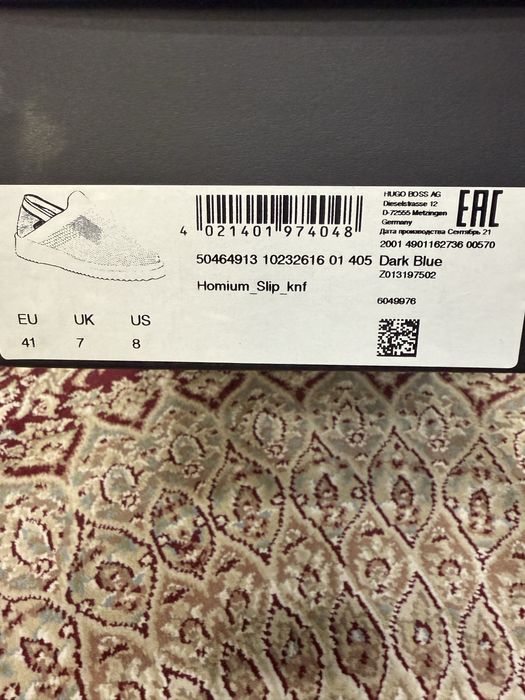 HUGO BOSS AG
Dieselstrasse 12
D-72555 Metzingen
Germany
EAC
Дата производства Сентябрь 21
4 021401 974048
2001 4901162736 00570
50464913 10232616 01 405 Dark Blue
Z013197502
Homium_Slip_knf
6049976
EU UK US
41 7 8